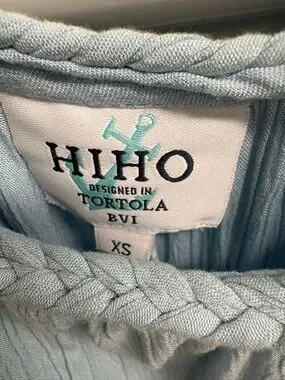 HIHO
DESIGNED IN
TORTOLA
BVI
XS